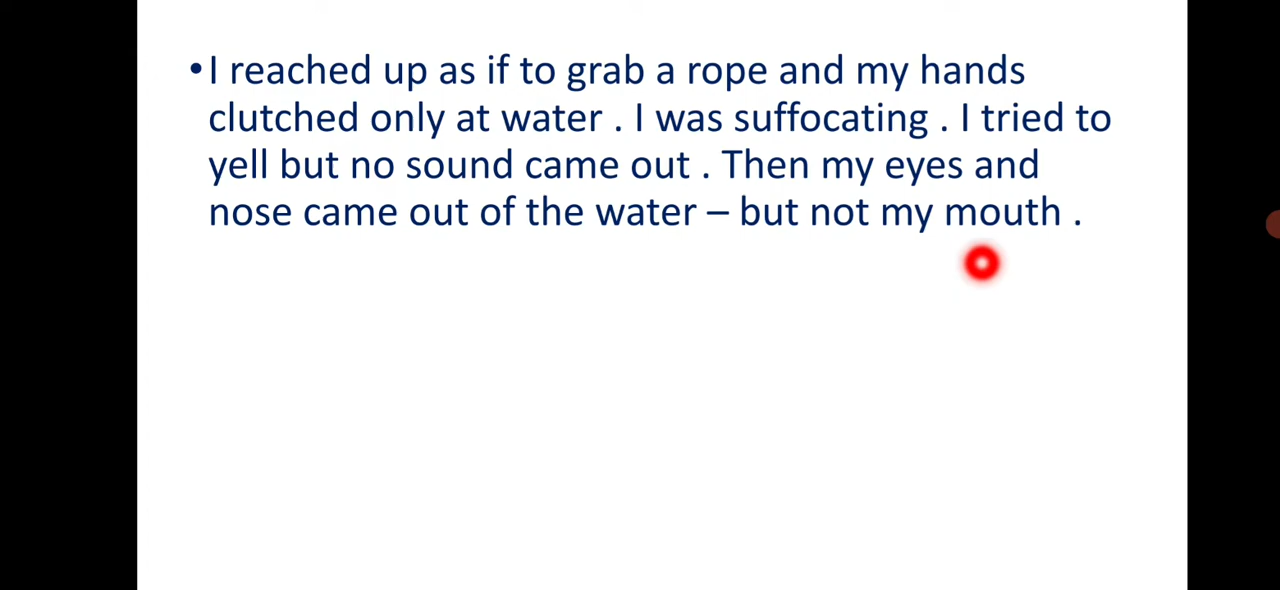 •I reached up as if to grab a rope and my hands
clutched only at water . I was suffocating . I tried to
yell but no sound came out . Then my eyes and
nose came out of the water – but not my mouth .